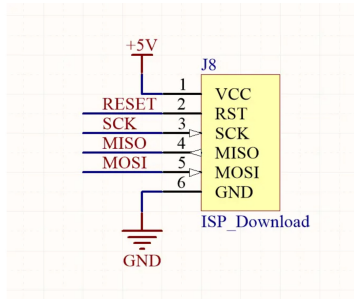 +5V
J8
1 VCC
RESET 2 RST
SCK 3 SCK
MISO 4 MISO
MOSI 5 MOSI
6 GND
ISP_Download
GND